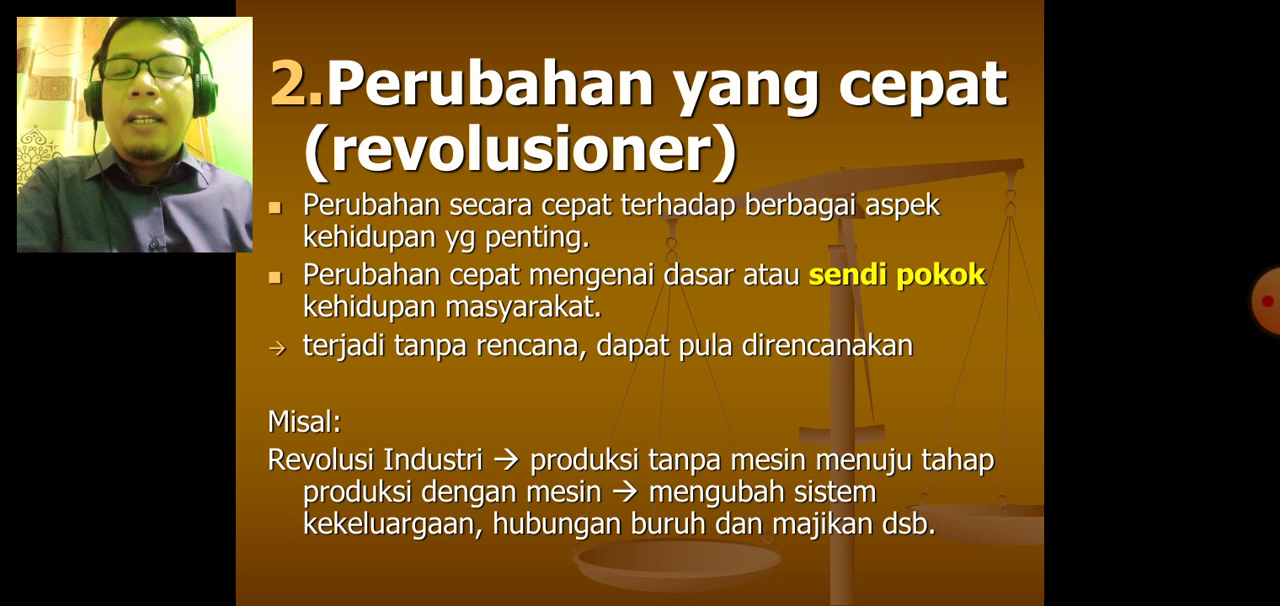 2.Perubahan yang cepat
(revolusioner)
Perubahan secara cepat terhadap berbagai aspek
kehidupan yg penting.
Perubahan cepat mengenai dasar atau sendi pokok
kehidupan masyarakat.
→ terjadi tanpa rencana, dapat pula direncanakan
Misal:
Revolusi Industri → produksi tanpa mesin menuju tahap
produksi dengan mesin → mengubah sistem
kekeluargaan, hubungan buruh dan majikan dsb.